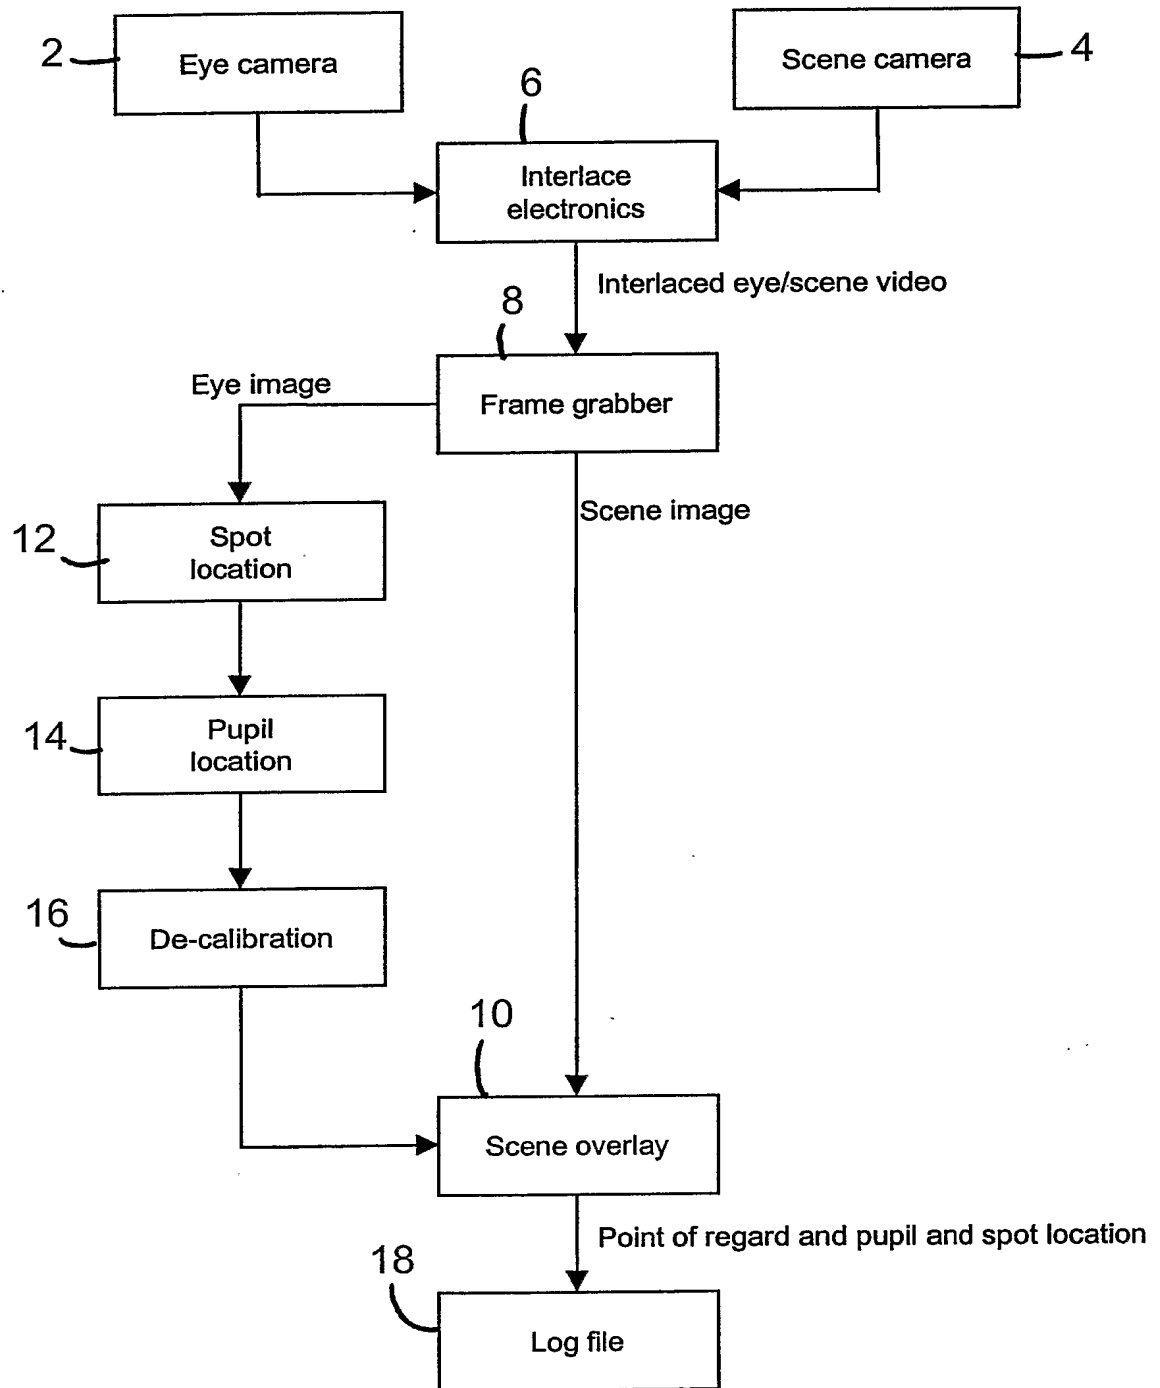 2
Eye camera
Scene camera
4
6
Interlace
electronics
Interlaced eye/scene video
8
Eye image
Frame grabber
Scene image
12
Spot
location
14
Pupil
location
16
De-calibration
10
Scene overlay
Point of regard and pupil and spot location
18
Log file